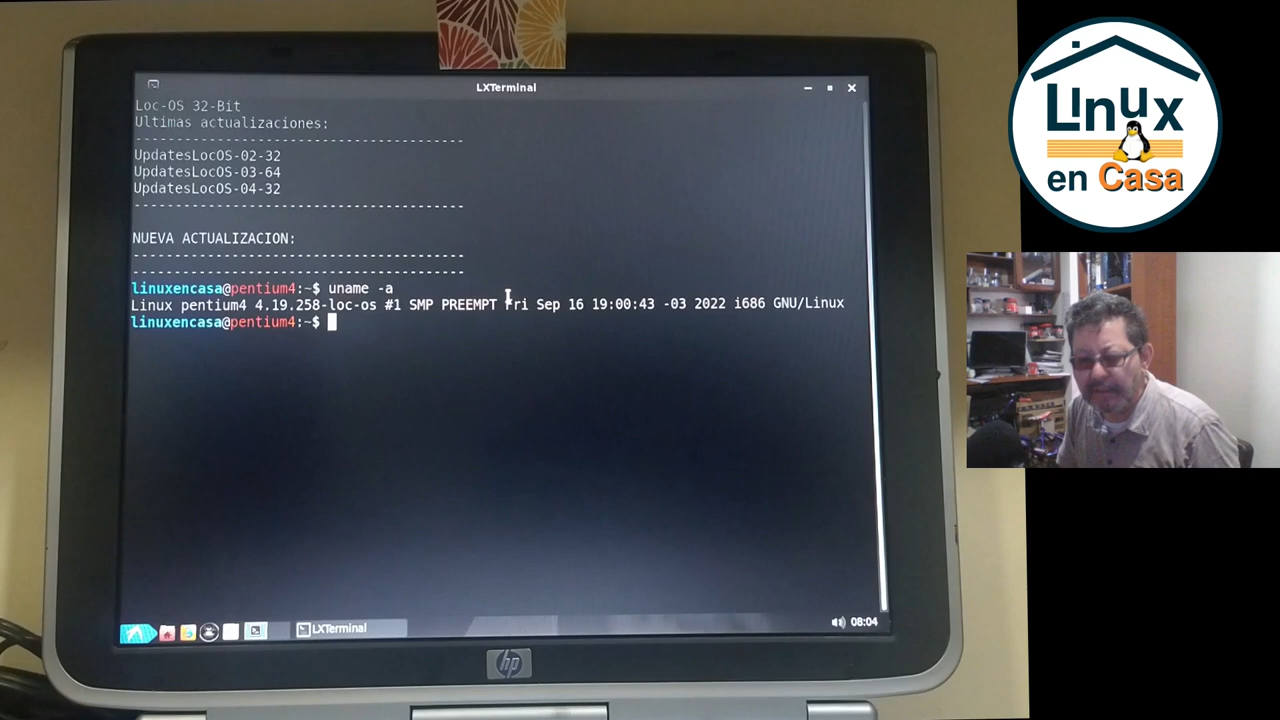 LXTerminal
Loc-OS 32-Bit
Ultimas actualizaciones:
-----------------------------------------
UpdatesLocOS-02-32
UpdatesLocOS-03-64
UpdatesLocOS-04-32
-----------------------------------------
NUEVA ACTUALIZACION:
-----------------------------------------
-----------------------------------------
linuxencasa@pentium4:~$ uname -a
Linux pentium4 4.19.258-loc-os #1 SMP PREEMPT Fri Sep 16 19:00:43 -03 2022 i686 GNU/Linux
linuxencasa@pentium4:~$
LXTerminal
08:04
hp
Linux
en Casa